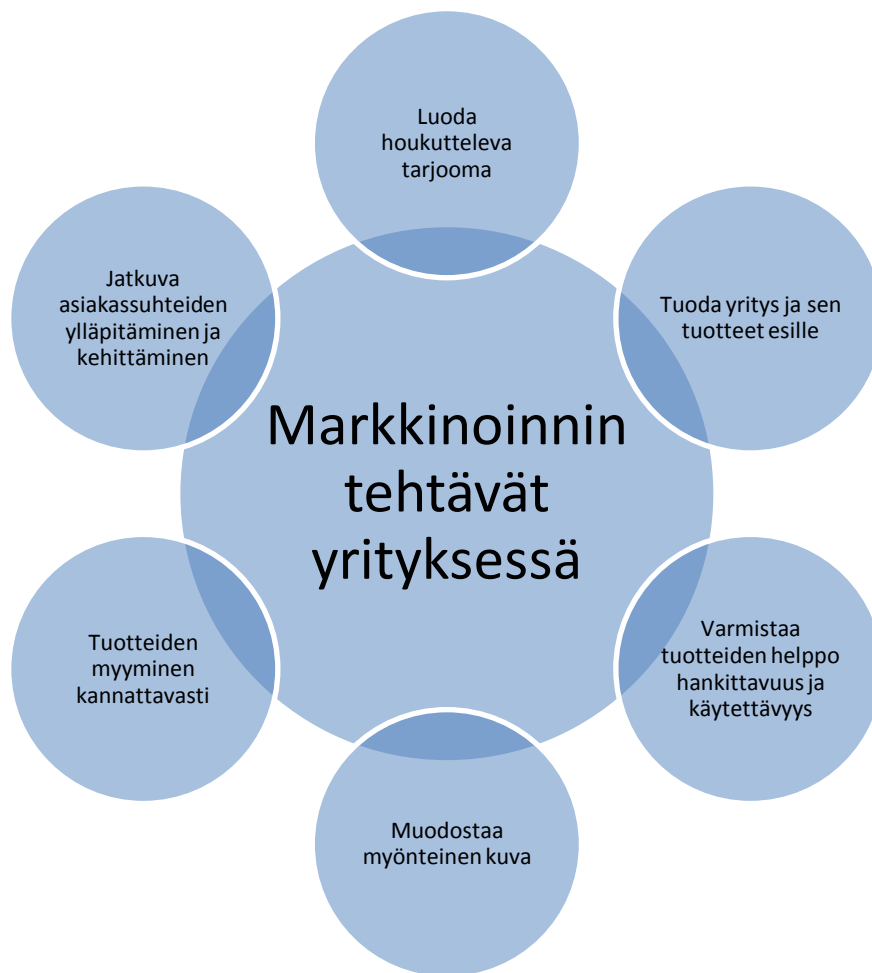 Luoda
houkutteleva
tarjooma
Tuoda yritys ja sen
tuotteet esille
Varmistaa
tuotteiden helppo
hankittavuus ja
käytettävyys
Muodostaa
myönteinen kuva
Tuotteiden
myyminen
kannattavasti
Jatkuva
asiakassuhteiden
ylläpitäminen ja
kehittäminen
Markkinoinnin
tehtävät
yrityksessä